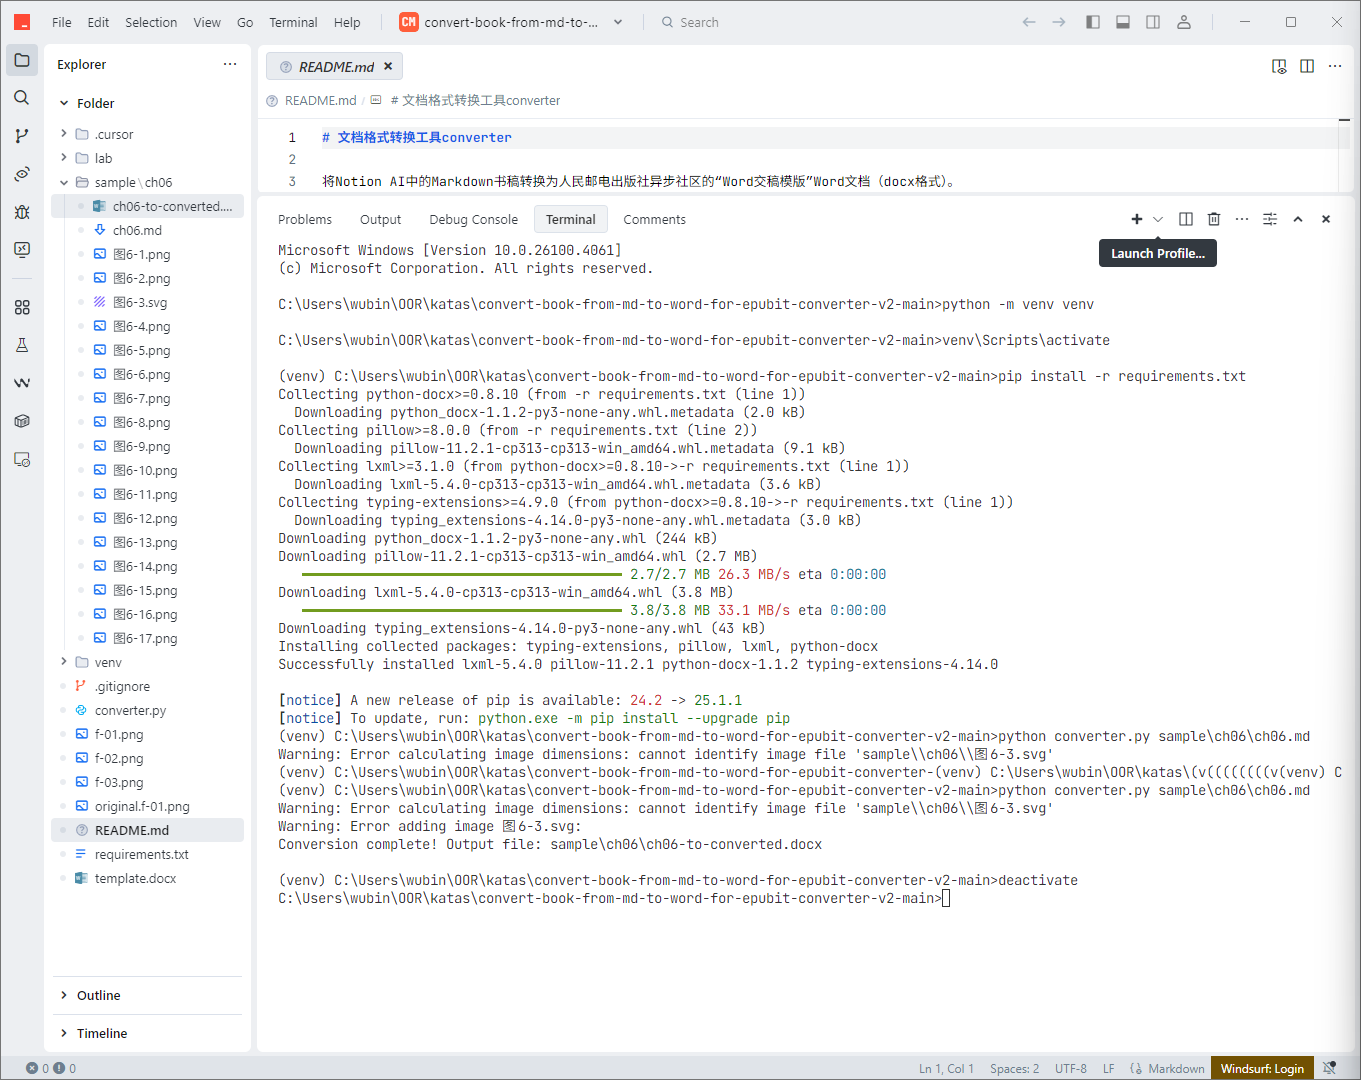 File Edit Selection View Go Terminal Help CM convert-book-from-md-to-... Search
Explorer ...
Folder
.cursor
lab
sample \ ch06
ch06-to-converted....
ch06.md
图6-1.png
图6-2.png
图6-3.svg
图6-4.png
图6-5.png
图6-6.png
图6-7.png
图6-8.png
图6-9.png
图6-10.png
图6-11.png
图6-12.png
图6-13.png
图6-14.png
图6-15.png
图6-16.png
图6-17.png
venv
.gitignore
converter.py
f-01.png
f-02.png
f-03.png
original.f-01.png
README.md
requirements.txt
template.docx
Outline
Timeline
README.md
README.md / # 文档格式转换工具converter
1 # 文档格式转换工具converter
2
3 将Notion AI中的Markdown书稿转换为人民邮电出版社异步社区的“Word交稿模版”Word文档（docx格式）。
Problems Output Debug Console Terminal Comments
Launch Profile...
Microsoft Windows [Version 10.0.26100.4061]
(c) Microsoft Corporation. All rights reserved.
C:\Users\wubin\OOR\katas\convert-book-from-md-to-word-for-epubit-converter-v2-main>python -m venv venv
C:\Users\wubin\OOR\katas\convert-book-from-md-to-word-for-epubit-converter-v2-main>venv\Scripts\activate
(venv) C:\Users\wubin\OOR\katas\convert-book-from-md-to-word-for-epubit-converter-v2-main>pip install -r requirements.txt
Collecting python-docx>=0.8.10 (from -r requirements.txt (line 1))
Downloading python_docx-1.1.2-py3-none-any.whl.metadata (2.0 kB)
Collecting pillow>=8.0.0 (from -r requirements.txt (line 2))
Downloading pillow-11.2.1-cp313-cp313-win_amd64.whl.metadata (9.1 kB)
Collecting lxml>=3.1.0 (from python-docx>=0.8.10->-r requirements.txt (line 1))
Downloading lxml-5.4.0-cp313-cp313-win_amd64.whl.metadata (3.6 kB)
Collecting typing-extensions>=4.9.0 (from python-docx>=0.8.10->-r requirements.txt (line 1))
Downloading typing_extensions-4.14.0-py3-none-any.whl.metadata (3.0 kB)
Downloading python_docx-1.1.2-py3-none-any.whl (244 kB)
Downloading pillow-11.2.1-cp313-cp313-win_amd64.whl (2.7 MB)
2.7/2.7 MB 26.3 MB/s eta 0:00:00
Downloading lxml-5.4.0-cp313-cp313-win_amd64.whl (3.8 MB)
3.8/3.8 MB 33.1 MB/s eta 0:00:00
Downloading typing_extensions-4.14.0-py3-none-any.whl (43 kB)
Installing collected packages: typing-extensions, pillow, lxml, python-docx
Successfully installed lxml-5.4.0 pillow-11.2.1 python-docx-1.1.2 typing-extensions-4.14.0
[notice] A new release of pip is available: 24.2 -> 25.1.1
[notice] To update, run: python.exe -m pip install --upgrade pip
(venv) C:\Users\wubin\OOR\katas\convert-book-from-md-to-word-for-epubit-converter-v2-main>python converter.py sample\ch06\ch06.md
Warning: Error calculating image dimensions: cannot identify image file 'sample\\ch06\\图6-3.svg'
(venv) C:\Users\wubin\OOR\katas\convert-book-from-md-to-word-for-epubit-converter-(venv) C:\Users\wubin\OOR\katas\(v((((((((v(venv) C
(venv) C:\Users\wubin\OOR\katas\convert-book-from-md-to-word-for-epubit-converter-v2-main>python converter.py sample\ch06\ch06.md
Warning: Error calculating image dimensions: cannot identify image file 'sample\\ch06\\图6-3.svg'
Warning: Error adding image 图6-3.svg:
Conversion complete! Output file: sample\ch06\ch06-to-converted.docx
(venv) C:\Users\wubin\OOR\katas\convert-book-from-md-to-word-for-epubit-converter-v2-main>deactivate
C:\Users\wubin\OOR\katas\convert-book-from-md-to-word-for-epubit-converter-v2-main>
0 0 Ln 1, Col 1 Spaces: 2 UTF-8 LF Markdown Windsurf: Login